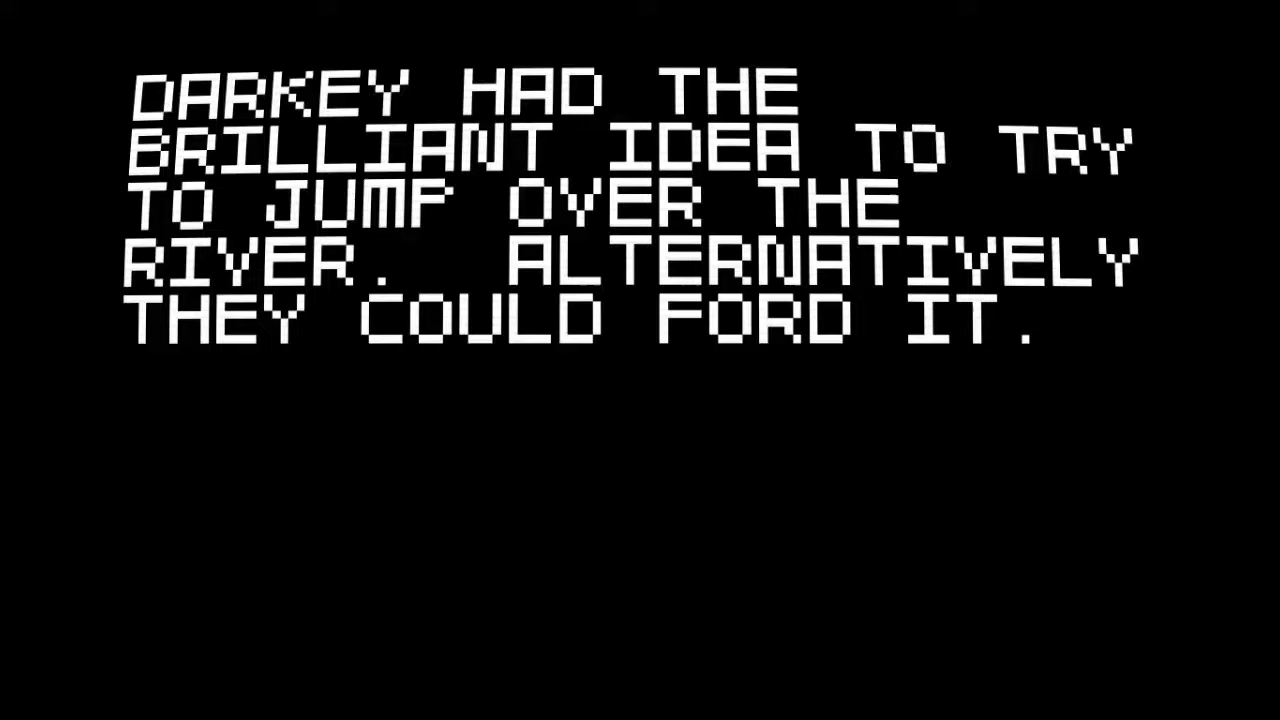 DARKEY HAD THE
BRILLIANT IDEA TO TRY
TO JUMP OVER THE
RIVER.  ALTERNATIVELY
THEY COULD FORD IT.